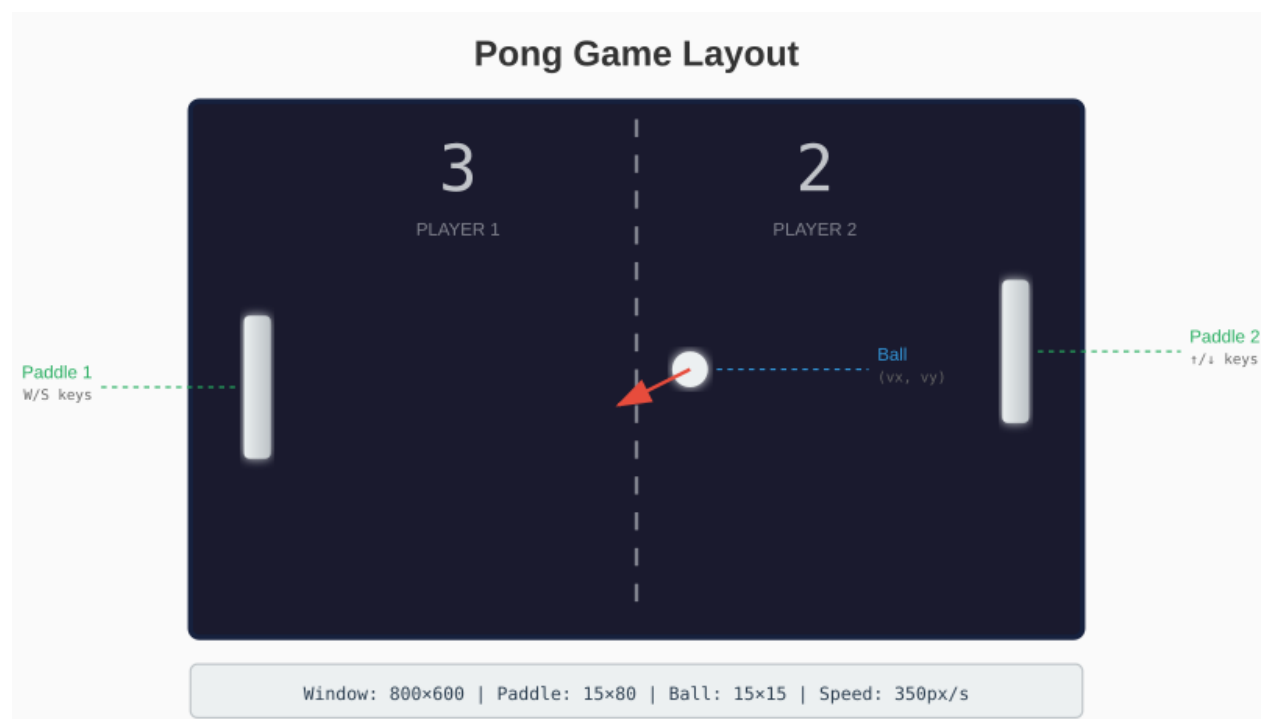 Pong Game Layout
3
2
PLAYER 1
PLAYER 2
Paddle 2
↑/↓ keys
Ball
(vx, vy)
Paddle 1
W/S keys
Window: 800×600 | Paddle: 15×80 | Ball: 15×15 | Speed: 350px/s